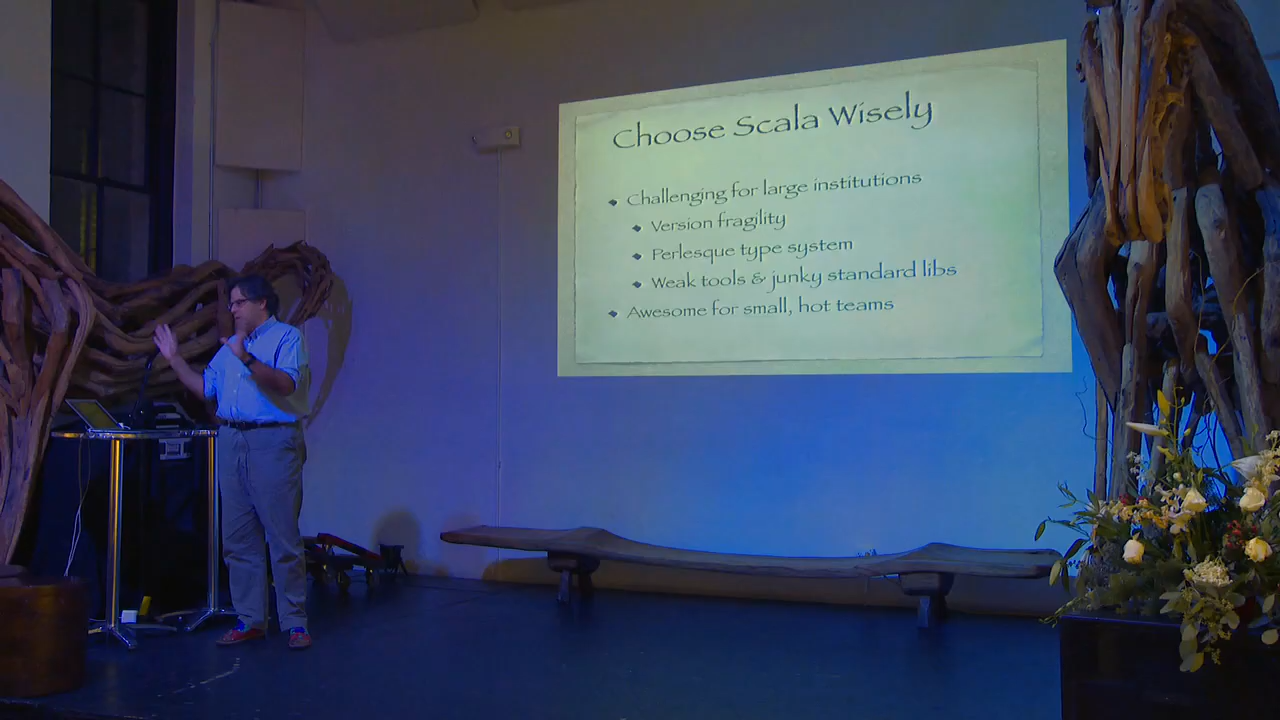 Choose Scala Wisely
Challenging for large institutions
Version fragility
Perlesque type system
Weak tools & junky standard libs
Awesome for small, hot teams